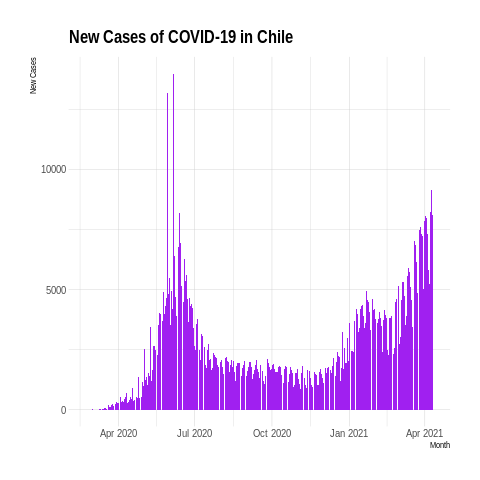 New Cases of COVID-19 in Chile
New Cases
10000
5000
0
Apr 2020 Jul 2020 Oct 2020 Jan 2021 Apr 2021
Month